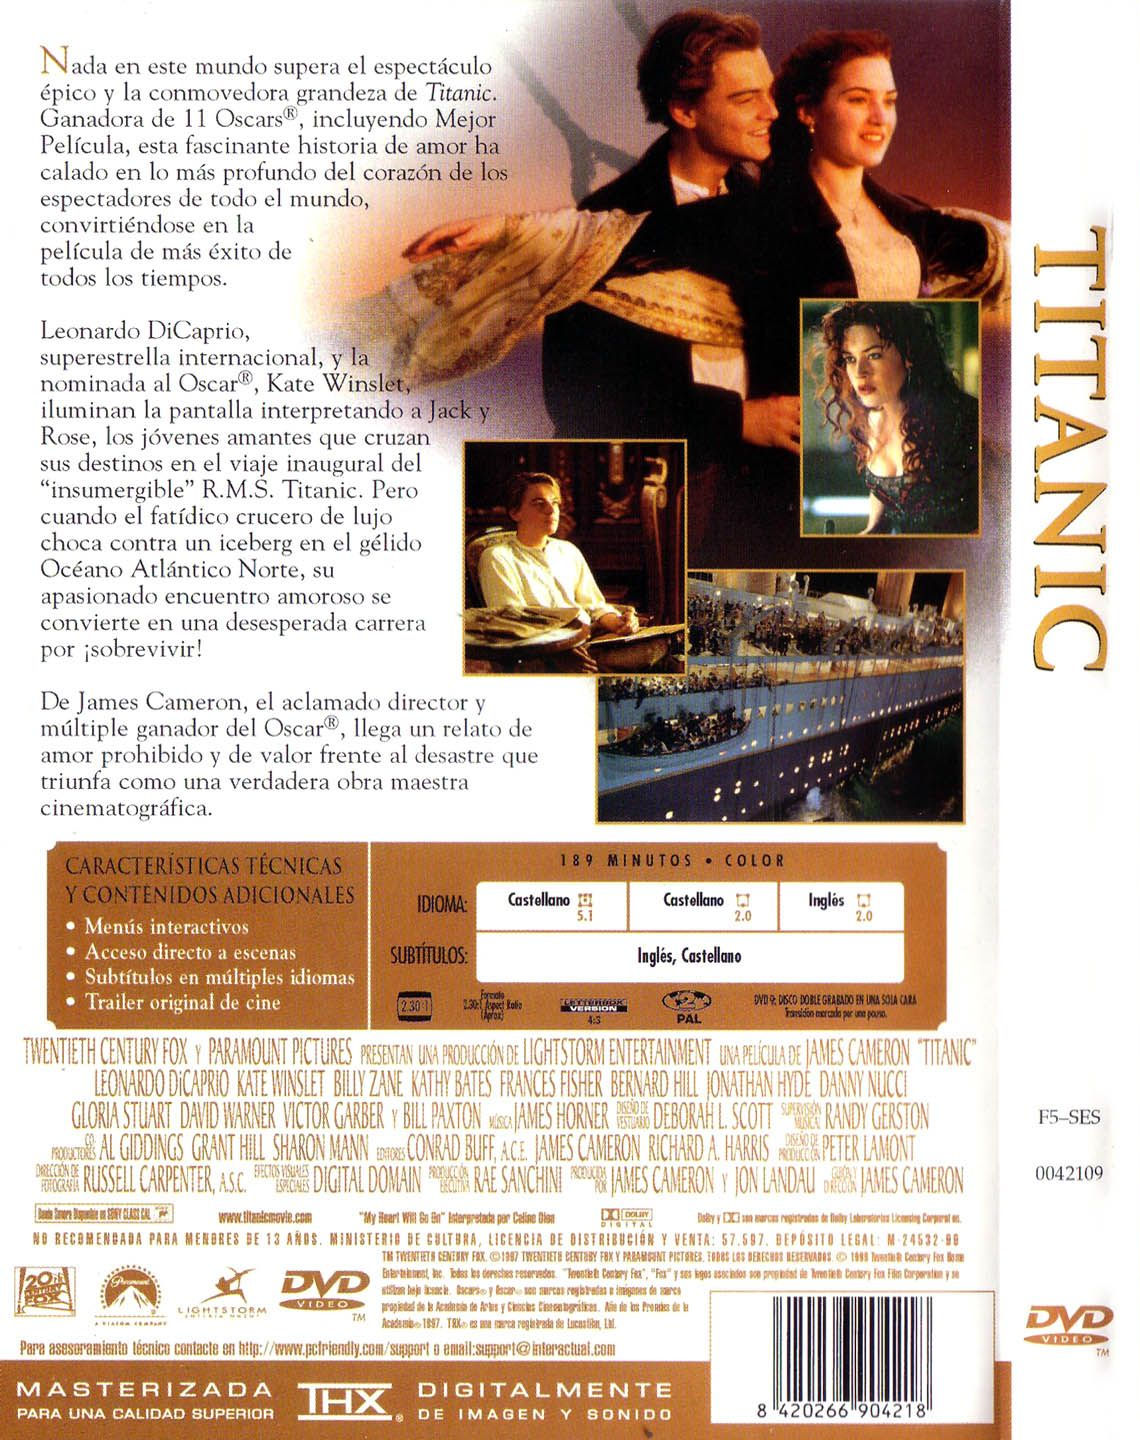 Nada en este mundo supera el espectáculo
épico y la conmovedora grandeza de Titanic.
Ganadora de 11 Oscars®, incluyendo Mejor
Película, esta fascinante historia de amor ha
calado en lo más profundo del corazón de los
espectadores de todo el mundo,
convirtiéndose en la
película de más éxito de
todos los tiempos.
Leonardo DiCaprio,
superestrella internacional, y la
nominada al Oscar®, Kate Winslet,
iluminan la pantalla interpretando a Jack y
Rose, los jóvenes amantes que cruzan
sus destinos en el viaje inaugural del
“insumergible” R.M.S. Titanic. Pero
cuando el fatídico crucero de lujo
choca contra un iceberg en el gélido
Océano Atlántico Norte, su
apasionado encuentro amoroso se
convierte en una desesperada carrera
por ¡sobrevivir!
De James Cameron, el aclamado director y
múltiple ganador del Oscar®, llega un relato de
amor prohibido y de valor frente al desastre que
triunfa como una verdadera obra maestra
cinematográfica.
CARACTERÍSTICAS TÉCNICAS
Y CONTENIDOS ADICIONALES
• Menús interactivos
• Acceso directo a escenas
• Subtítulos en múltiples idiomas
• Trailer original de cine
189 MINUTOS • COLOR
IDIOMA: Castellano 5.1 Castellano 2.0 Inglés 2.0
SUBTÍTULOS: Inglés, Castellano
2.30:1
Formato
2.30:1 Aspect Ratio
(Aprox)
LETTERBOX
VERSION
4:3
2
PAL
DVD 9: DISCO DOBLE GRABADO EN UNA SOLA CARA
Transición marcada por una pausa.
TWENTIETH CENTURY FOX Y PARAMOUNT PICTURES PRESENTAN UNA PRODUCCIÓN DE LIGHTSTORM ENTERTAINMENT UNA PELÍCULA DE JAMES CAMERON "TITANIC"
LEONARDO DiCAPRIO KATE WINSLET BILLY ZANE KATHY BATES FRANCES FISHER BERNARD HILL JONATHAN HYDE DANNY NUCCI
GLORIA STUART DAVID WARNER VICTOR GARBER Y BILL PAXTON MÚSICA JAMES HORNER DISEÑO DE VESTUARIO DEBORAH L. SCOTT SUPERVISIÓN MUSICAL RANDY GERSTON
CO-PRODUCTORES AL GIDDINGS GRANT HILL SHARON MANN EDITORES CONRAD BUFF, A.C.E. JAMES CAMERON RICHARD A. HARRIS DISEÑO DE PRODUCCIÓN PETER LAMONT
DIRECCIÓN DE FOTOGRAFÍA RUSSELL CARPENTER, A.S.C. EFECTOS VISUALES ESPECIALES DIGITAL DOMAIN PRODUCCIÓN EJECUTIVA RAE SANCHINI PRODUCIDA POR JAMES CAMERON Y JON LANDAU GUIÓN Y DIRECCIÓN JAMES CAMERON
Banda Sonora Disponible en SONY CLASSICAL
www.titanicmovie.com
"My Heart Will Go On" Interpretada por Celine Dion
DOLBY
DIGITAL
Dolby y son marcas registradas de Dolby Laboratories Licensing Corporation.
NO RECOMENDADA PARA MENORES DE 13 AÑOS. MINISTERIO DE CULTURA, LICENCIA DE DISTRIBUCIÓN Y VENTA: 57.597. DEPÓSITO LEGAL: M-24532-99
TM TWENTIETH CENTURY FOX. ©1997 TWENTIETH CENTURY FOX Y PARAMOUNT PICTURES. TODOS LOS DERECHOS RESERVADOS. © 1999 Twentieth Century Fox Home
Entertainment, Inc. Todos los derechos reservados. "Twentieth Century Fox", "Fox" y sus logos asociados son propiedad de Twentieth Century Fox Film Corporation y se
utilizan bajo licencia. Oscars® y Oscar® son marcas registradas e imágenes de marca
propiedad de la Academia de Artes y Ciencias Cinematográficas. Año de los Premios de la
Academia® 1997. THX® es una marca registrada de Lucasfilm, Ltd.
20th
CENTURY
FOX
Paramount
A VIACOM COMPANY
LIGHTSTORM
ENTERTAINMENT
DVD
VIDEO
TM
Para asesoramiento técnico contacte en http://www.pcfriendly.com/support o email:support@interactual.com
MASTERIZADA
PARA UNA CALIDAD SUPERIOR
THX®
DIGITALMENTE
DE IMAGEN Y SONIDO
8 420266 904218
TITANIC
F5–SES
0042109
DVD
VIDEO
TM